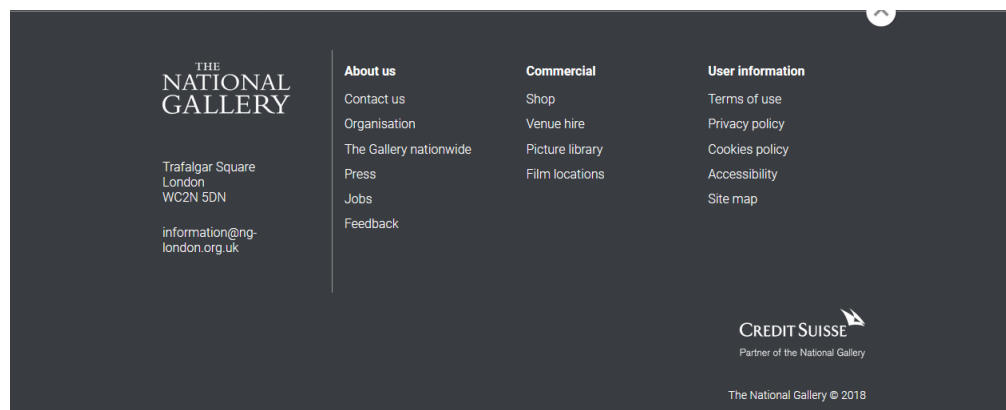 THE
NATIONAL
GALLERY
Trafalgar Square
London
WC2N 5DN
information@ng-
london.org.uk
About us
Contact us
Organisation
The Gallery nationwide
Press
Jobs
Feedback
Commercial
Shop
Venue hire
Picture library
Film locations
User information
Terms of use
Privacy policy
Cookies policy
Accessibility
Site map
CREDIT SUISSE
Partner of the National Gallery
The National Gallery © 2018